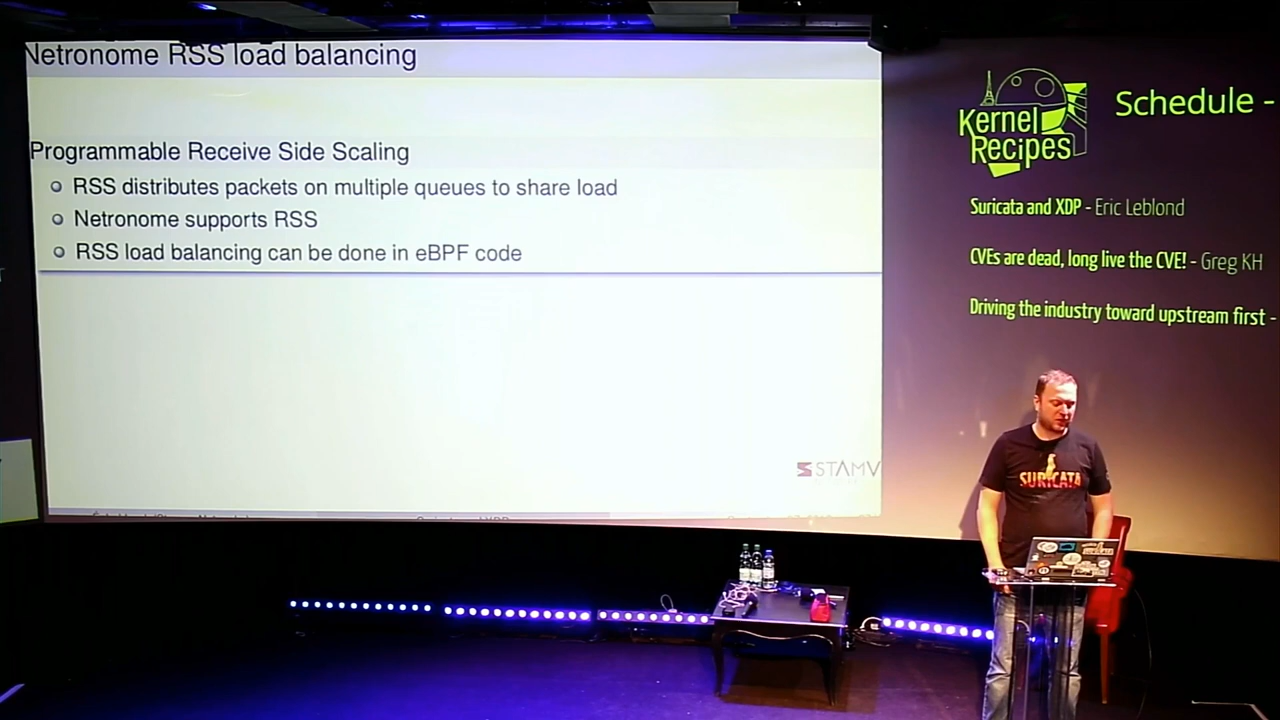 Netronome RSS load balancing
Programmable Receive Side Scaling
RSS distributes packets on multiple queues to share load
Netronome supports RSS
RSS load balancing can be done in eBPF code
STAMV
Kernel
Recipes
Schedule -
Suricata and XDP - Eric Leblond
CVEs are dead, long live the CVE! - Greg KH
Driving the industry toward upstream first -
SURICATA